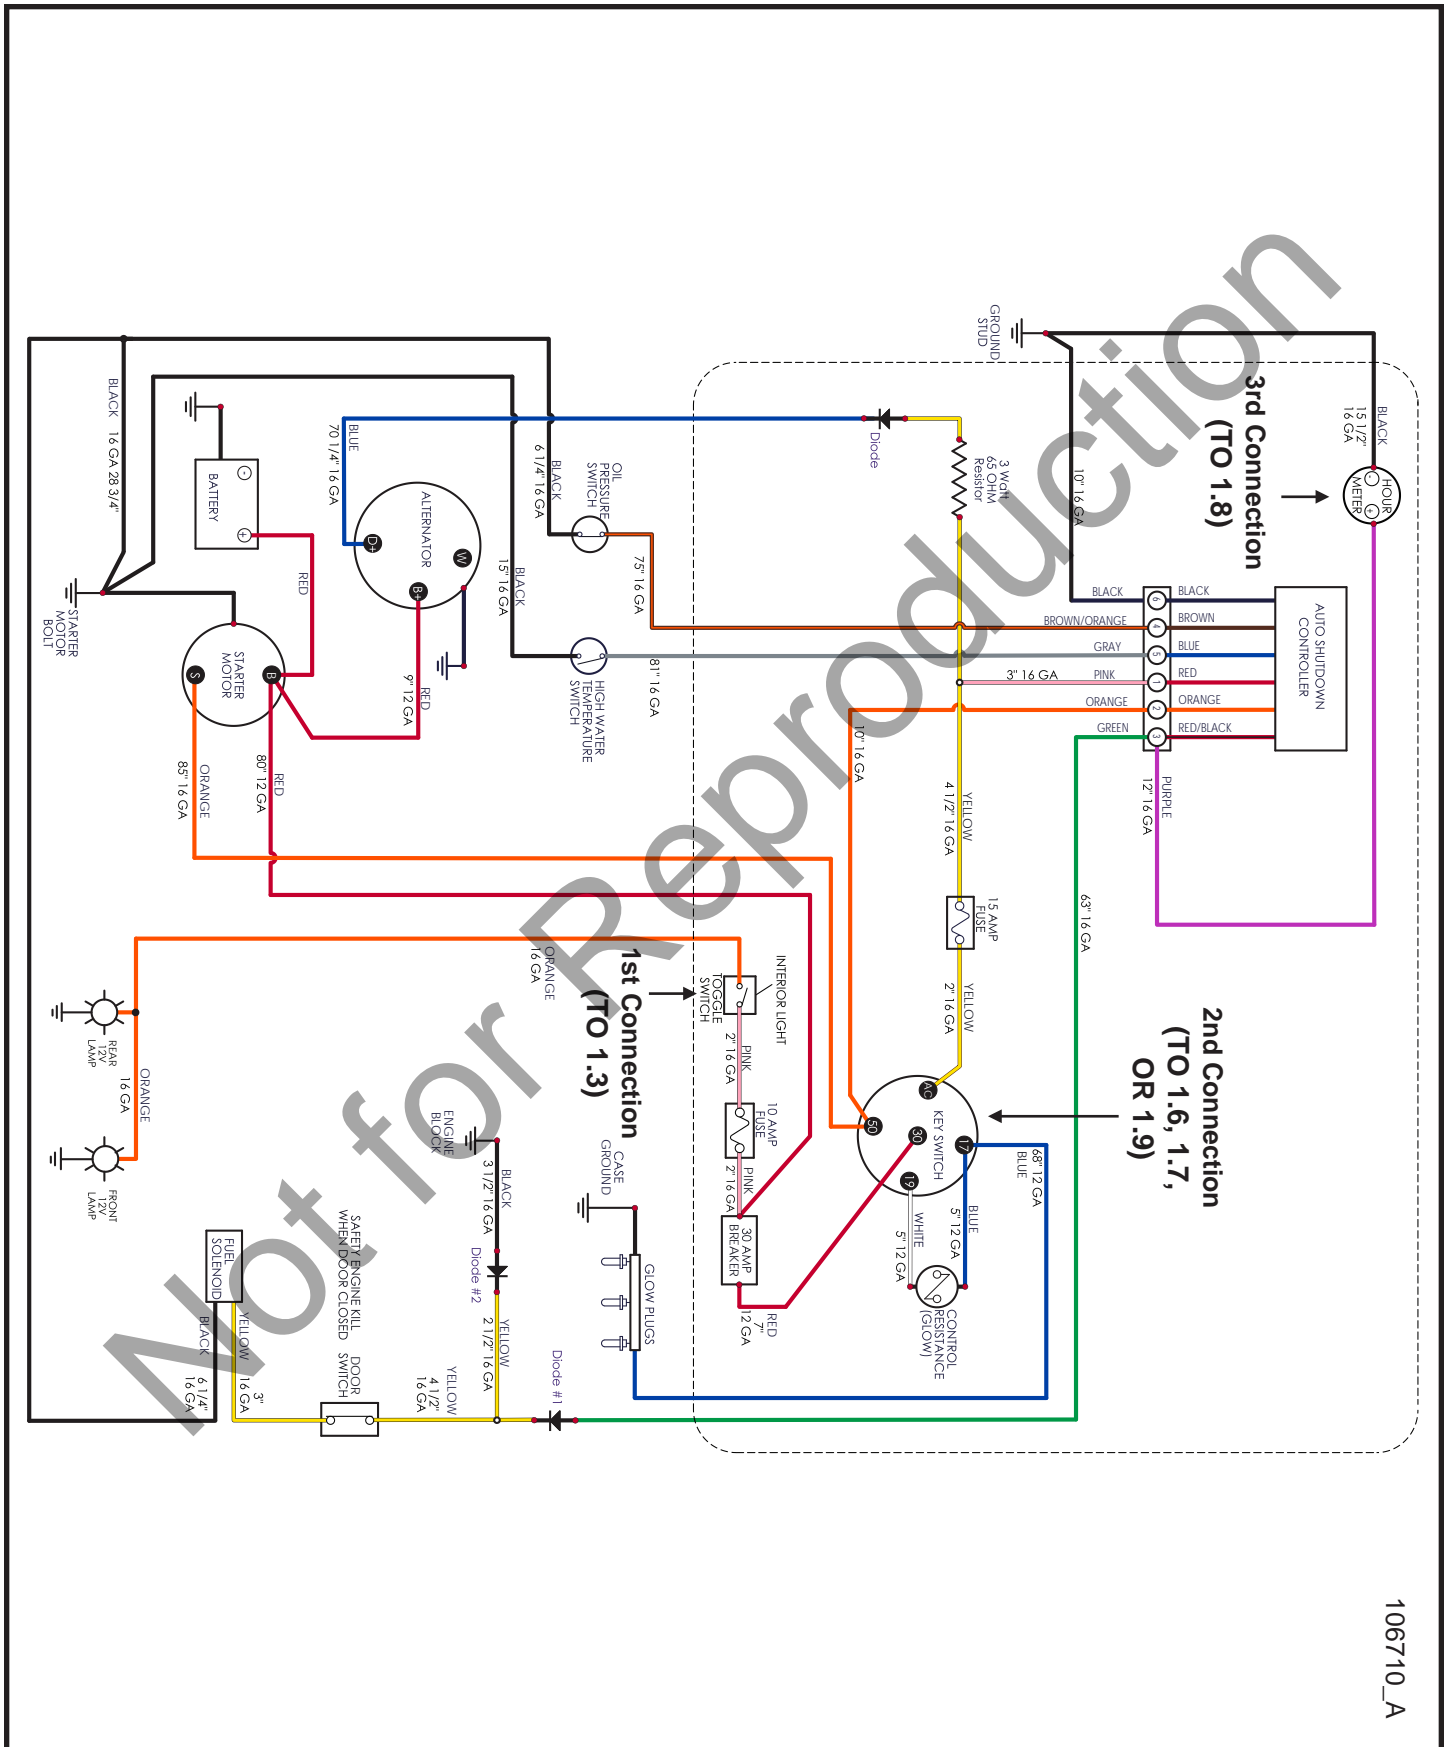 106710_A
BLACK
15 1/2"
16 GA
HOUR
METER
-
+
3rd Connection
(TO 1.8)
GROUND
STUD
10" 16 GA
AUTO SHUTDOWN
CONTROLLER
BLACK
BROWN
BLUE
RED
ORANGE
RED/BLACK
6
4
5
1
2
3
BLACK
BROWN/ORANGE
GRAY
PINK
3" 16 GA
ORANGE
GREEN
PURPLE
12" 16 GA
63" 16 GA
10" 16 GA
Diode
3 Watt
65 OHM
Resistor
YELLOW
4 1/2" 16 GA
15 AMP
FUSE
YELLOW
2" 16 GA
2nd Connection
(TO 1.6, 1.7,
OR 1.9)
KEY SWITCH
AC
50
30
17
19
68" 12 GA
BLUE
BLUE
5" 12 GA
WHITE
5" 12 GA
CONTROL
RESISTANCE
(GLOW)
INTERIOR LIGHT
TOGGLE
SWITCH
PINK
2" 16 GA
10 AMP
FUSE
PINK
2" 16 GA
30 AMP
BREAKER
RED
7"
12 GA
1st Connection
(TO 1.3)
CASE
GROUND
GLOW PLUGS
OIL
PRESSURE
SWITCH
75" 16 GA
BLACK
6 1/4" 16 GA
BLACK
15" 16 GA
HIGH WATER
TEMPERATURE
SWITCH
81" 16 GA
BLUE
70 1/4" 16 GA
ALTERNATOR
D+
W
B+
RED
9" 12 GA
BATTERY
-
+
RED
BLACK 16 GA 28 3/4"
STARTER
MOTOR
BOLT
STARTER
MOTOR
B
S
RED
80" 12 GA
ORANGE
85" 16 GA
ORANGE
16 GA
ORANGE
16 GA
REAR
12V
LAMP
FRONT
12V
LAMP
ENGINE
BLOCK
BLACK
3 1/2" 16 GA
Diode #2
YELLOW
2 1/2" 16 GA
Diode #1
YELLOW
4 1/2"
16 GA
SAFETY ENGINE KILL
WHEN DOOR CLOSED
DOOR
SWITCH
FUEL
SOLENOID
YELLOW
3"
16 GA
BLACK
6 1/4"
16 GA
Not for Reproduction